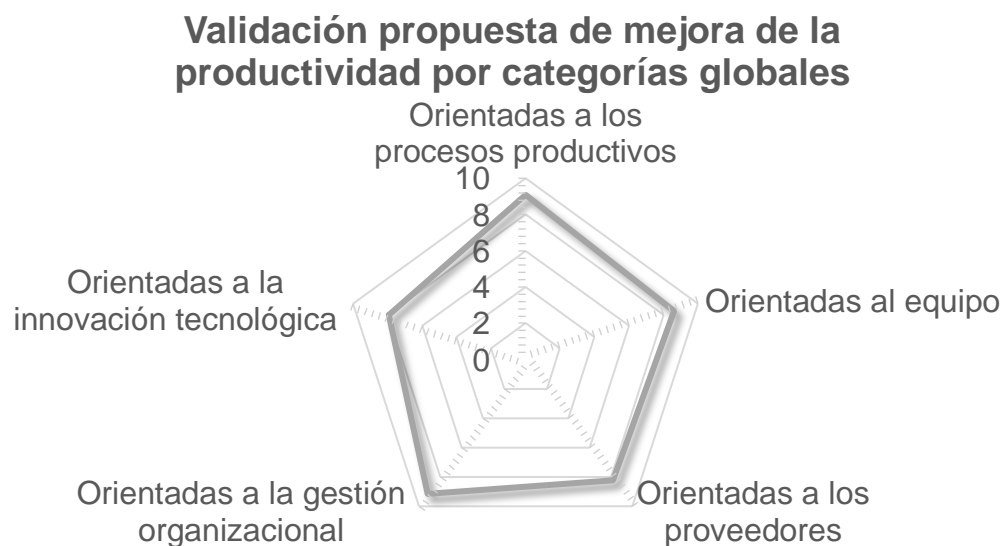 Validación propuesta de mejora de la
productividad por categorías globales
Orientadas a los
procesos productivos
10
8
6
4
2
0
Orientadas al equipo
Orientadas a los
proveedores
Orientadas a la gestión
organizacional
Orientadas a la
innovación tecnológica